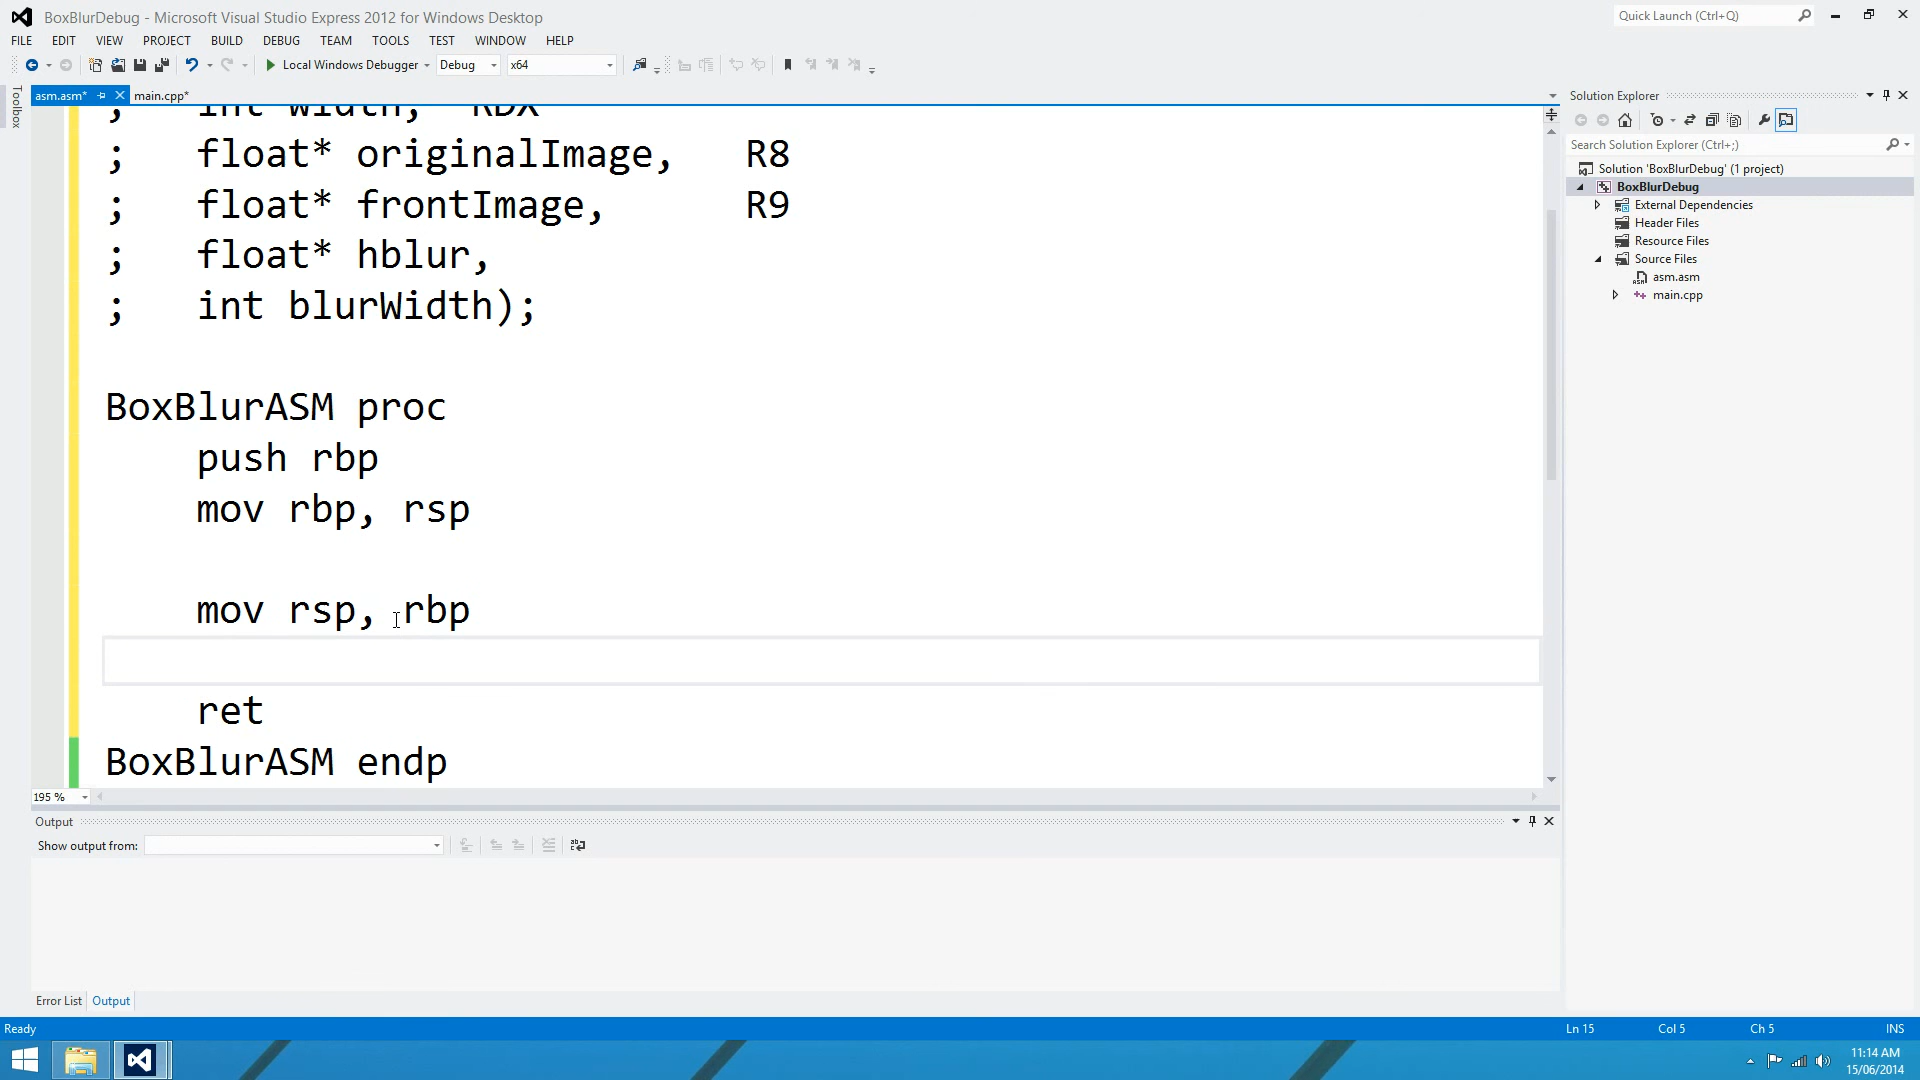 BoxBlurDebug - Microsoft Visual Studio Express 2012 for Windows Desktop
Quick Launch (Ctrl+Q)
FILE EDIT VIEW PROJECT BUILD DEBUG TEAM TOOLS TEST WINDOW HELP
Local Windows Debugger Debug x64
Toolbox
asm.asm* main.cpp*
; int width, RDX
; float* originalImage, R8
; float* frontImage, R9
; float* hblur,
; int blurWidth);
BoxBlurASM proc
push rbp
mov rbp, rsp
mov rsp, rbp
ret
BoxBlurASM endp
195 %
Output
Show output from:
Error List Output
Solution Explorer
Search Solution Explorer (Ctrl+;)
Solution 'BoxBlurDebug' (1 project)
BoxBlurDebug
External Dependencies
Header Files
Resource Files
Source Files
asm.asm
main.cpp
Ready Ln 15 Col 5 Ch 5 INS
11:14 AM
15/06/2014